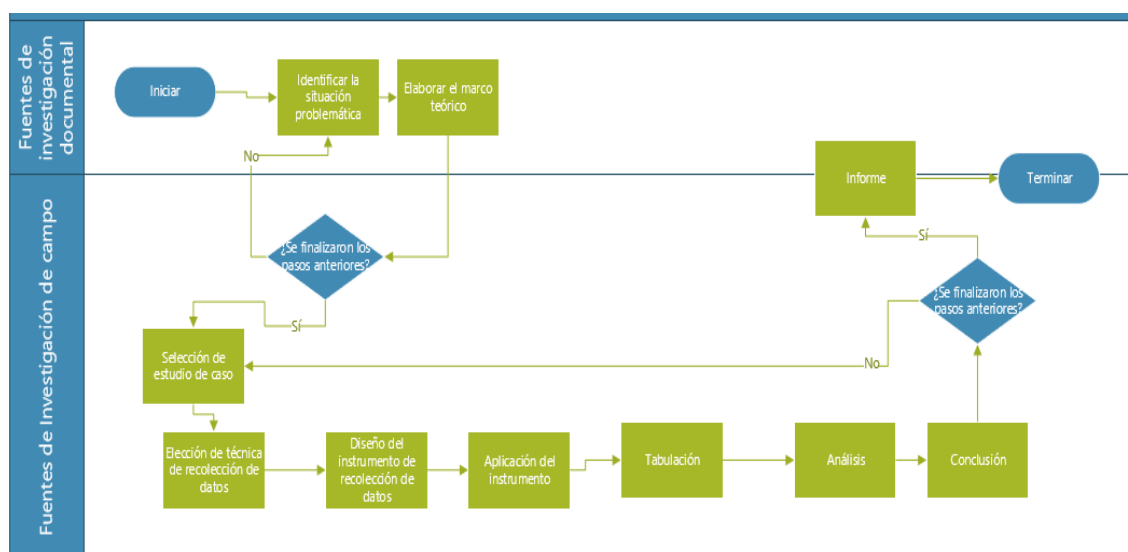 Fuentes de
investigación
documental
Iniciar
Identificar la
situación
problemática
Elaborar el marco
teórico
No
Fuentes de Investigación de campo
¿Se finalizaron los
pasos anteriores?
Sí
Selección de
estudio de caso
Elección de técnica
de recolección de
datos
Diseño del
instrumento de
recolección de
datos
Aplicación del
instrumento
Tabulación
Análisis
Conclusión
¿Se finalizaron los
pasos anteriores?
No
Sí
Informe
Terminar